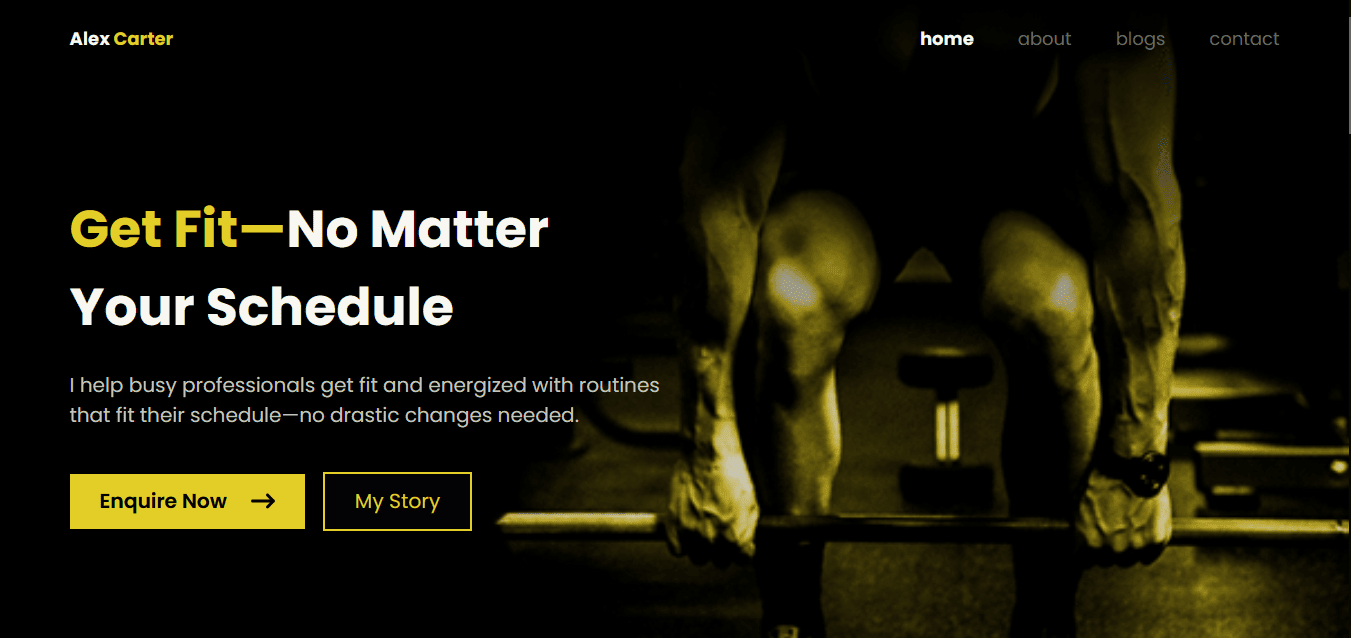 Alex Carter
home about blogs contact
Get Fit—No Matter
Your Schedule
I help busy professionals get fit and energized with routines
that fit their schedule—no drastic changes needed.
Enquire Now
My Story